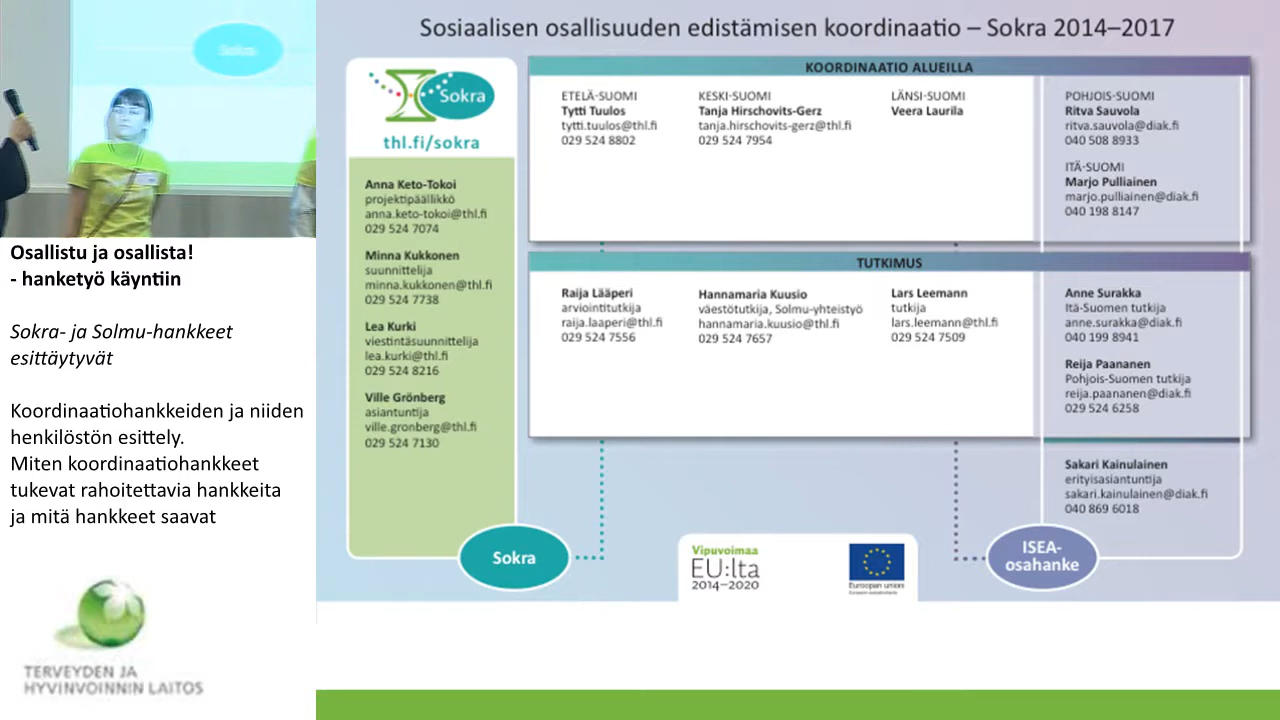 Sosiaalisen osallisuuden edistämisen koordinaatio – Sokra 2014–2017
Sokra
thl.fi/sokra
Anna Keto-Tokoi
projektipäällikkö
anna.keto-tokoi@thl.fi
029 524 7074
Minna Kukkonen
suunnittelija
minna.kukkonen@thl.fi
029 524 7738
Lea Kurki
viestintäsuunnittelija
lea.kurki@thl.fi
029 524 8216
Ville Grönberg
asiantuntija
ville.gronberg@thl.fi
029 524 7130
Sokra
KOORDINAATIO ALUEILLA
ETELÄ-SUOMI
Tytti Tuulos
tytti.tuulos@thl.fi
029 524 8802
KESKI-SUOMI
Tanja Hirschovits-Gerz
tanja.hirschovits-gerz@thl.fi
029 524 7954
LÄNSI-SUOMI
Veera Laurila
POHJOIS-SUOMI
Ritva Sauvola
ritva.sauvola@diak.fi
040 508 8933
ITÄ-SUOMI
Marjo Pulliainen
marjo.pulliainen@diak.fi
040 198 8147
TUTKIMUS
Raija Lääperi
arviointitutkija
raija.laaperi@thl.fi
029 524 7556
Hannamaria Kuusio
väestötutkija, Solmu-yhteistyö
hannamaria.kuusio@thl.fi
029 524 7657
Lars Leemann
tutkija
lars.leemann@thl.fi
029 524 7509
Anne Surakka
Itä-Suomen tutkija
anne.surakka@diak.fi
040 199 8941
Reija Paananen
Pohjois-Suomen tutkija
reija.paananen@diak.fi
029 524 6258
Sakari Kainulainen
erityisasiantuntija
sakari.kainulainen@diak.fi
040 869 6018
ISEA-
osahanke
Vipuvoimaa
EU:lta
2014–2020
Euroopan unioni
Sokra
Osallistu ja osallista!
- hanketyö käyntiin
Sokra- ja Solmu-hankkeet
esittäytyvät
Koordinaatiohankkeiden ja niiden
henkilöstön esittely.
Miten koordinaatiohankkeet
tukevat rahoitettavia hankkeita
ja mitä hankkeet saavat
TERVEYDEN JA
HYVINVOINNIN LAITOS